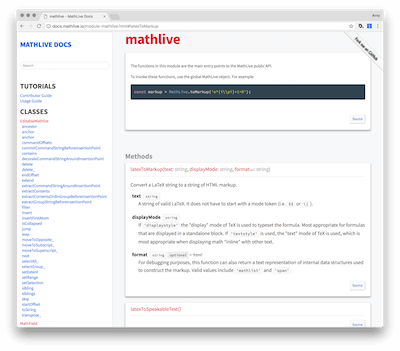 mathlive - MathLive Docs
Arno
docs.mathlive.io/module-mathlive.html#latexToMarkup
MATHLIVE DOCS
Search
TUTORIALS
Contributor Guide
Usage Guide
CLASSES
EditableMathlist
ancestor
anchor
anchor
commandOffsets
commitCommandStringBeforeInsertionPoint
contains
decorateCommandStringAroundInsertionPoint
delete
delete_
endOffset
extend
extractCommandStringAroundInsertionPoint
extractContents
extractContentsOrdInGroupBeforeInsertionPoint
extractGroupStringBeforeInsertionPoint
filter
insert
insertFirstAtom
isCollapsed
jump
leap
moveToOpposite_
moveToSubscript_
moveToSuperscript_
next
selectAll_
selectGroup_
setExtent
setRange
setSelection
sibling
siblings
skip
startOffset
toString
transpose_
MathField
mathlive
Fork me on GitHub
The functions in this module are the main entry points to the MathLive public API.
To invoke these functions, use the global MathLive object. For example:
const markup = MathLive.toMarkup('e^{i\\pi}+1=0');
Source
Methods
latexToMarkup(text: string, displayMode: string, format: string)
Convert a LaTeX string to a string of HTML markup.
text string
A string of valid LaTeX. It does not have to start with a mode token (i.e. $$ or \().
displayMode string
If 'displaystyle' the "display" mode of TeX is used to typeset the formula. Most appropriate for formulas
that are displayed in a standalone block. If 'textstyle' is used, the "text" mode of TeX is used, which is
most appropriate when displaying math "inline" with other text.
format string optional ='html'
For debugging purposes, this function can also return a text representation of internal data structures used
to construct the markup. Valid values include 'mathlist' and 'span'
Source
latexToSpeakableText()